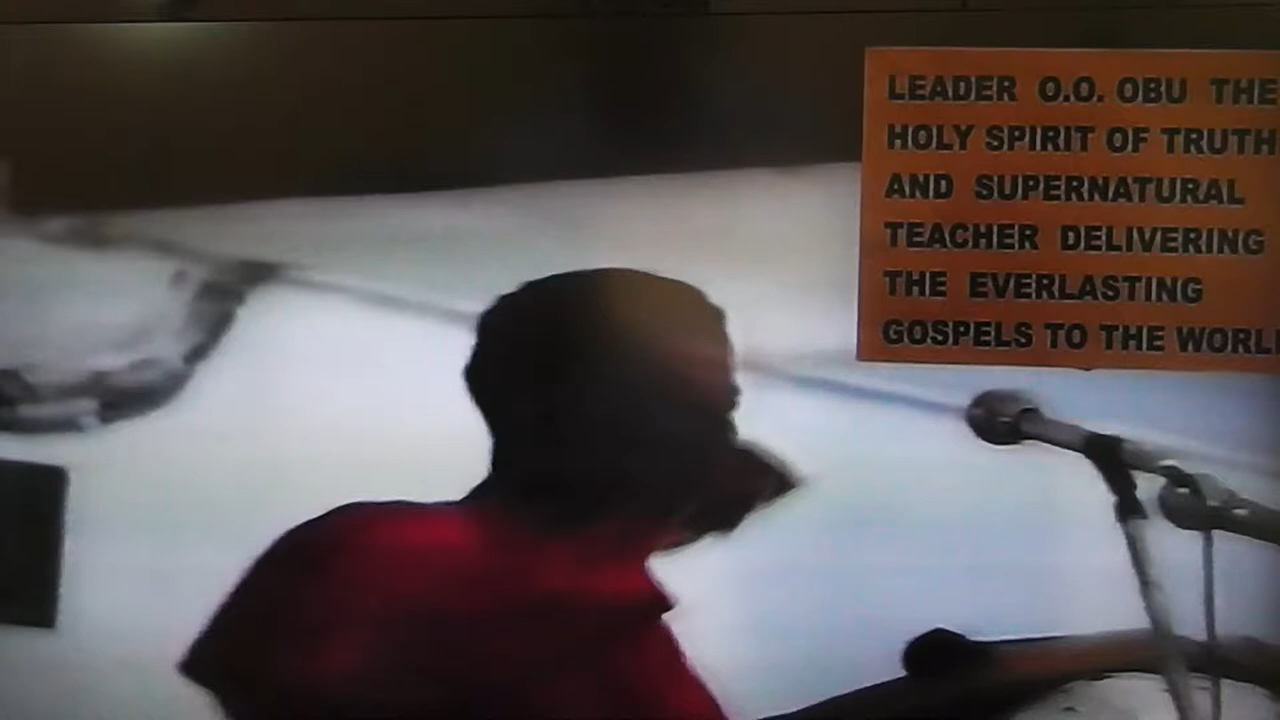 LEADER O.O. OBU THE
HOLY SPIRIT OF TRUTH
AND SUPERNATURAL
TEACHER DELIVERING
THE EVERLASTING
GOSPELS TO THE WORL